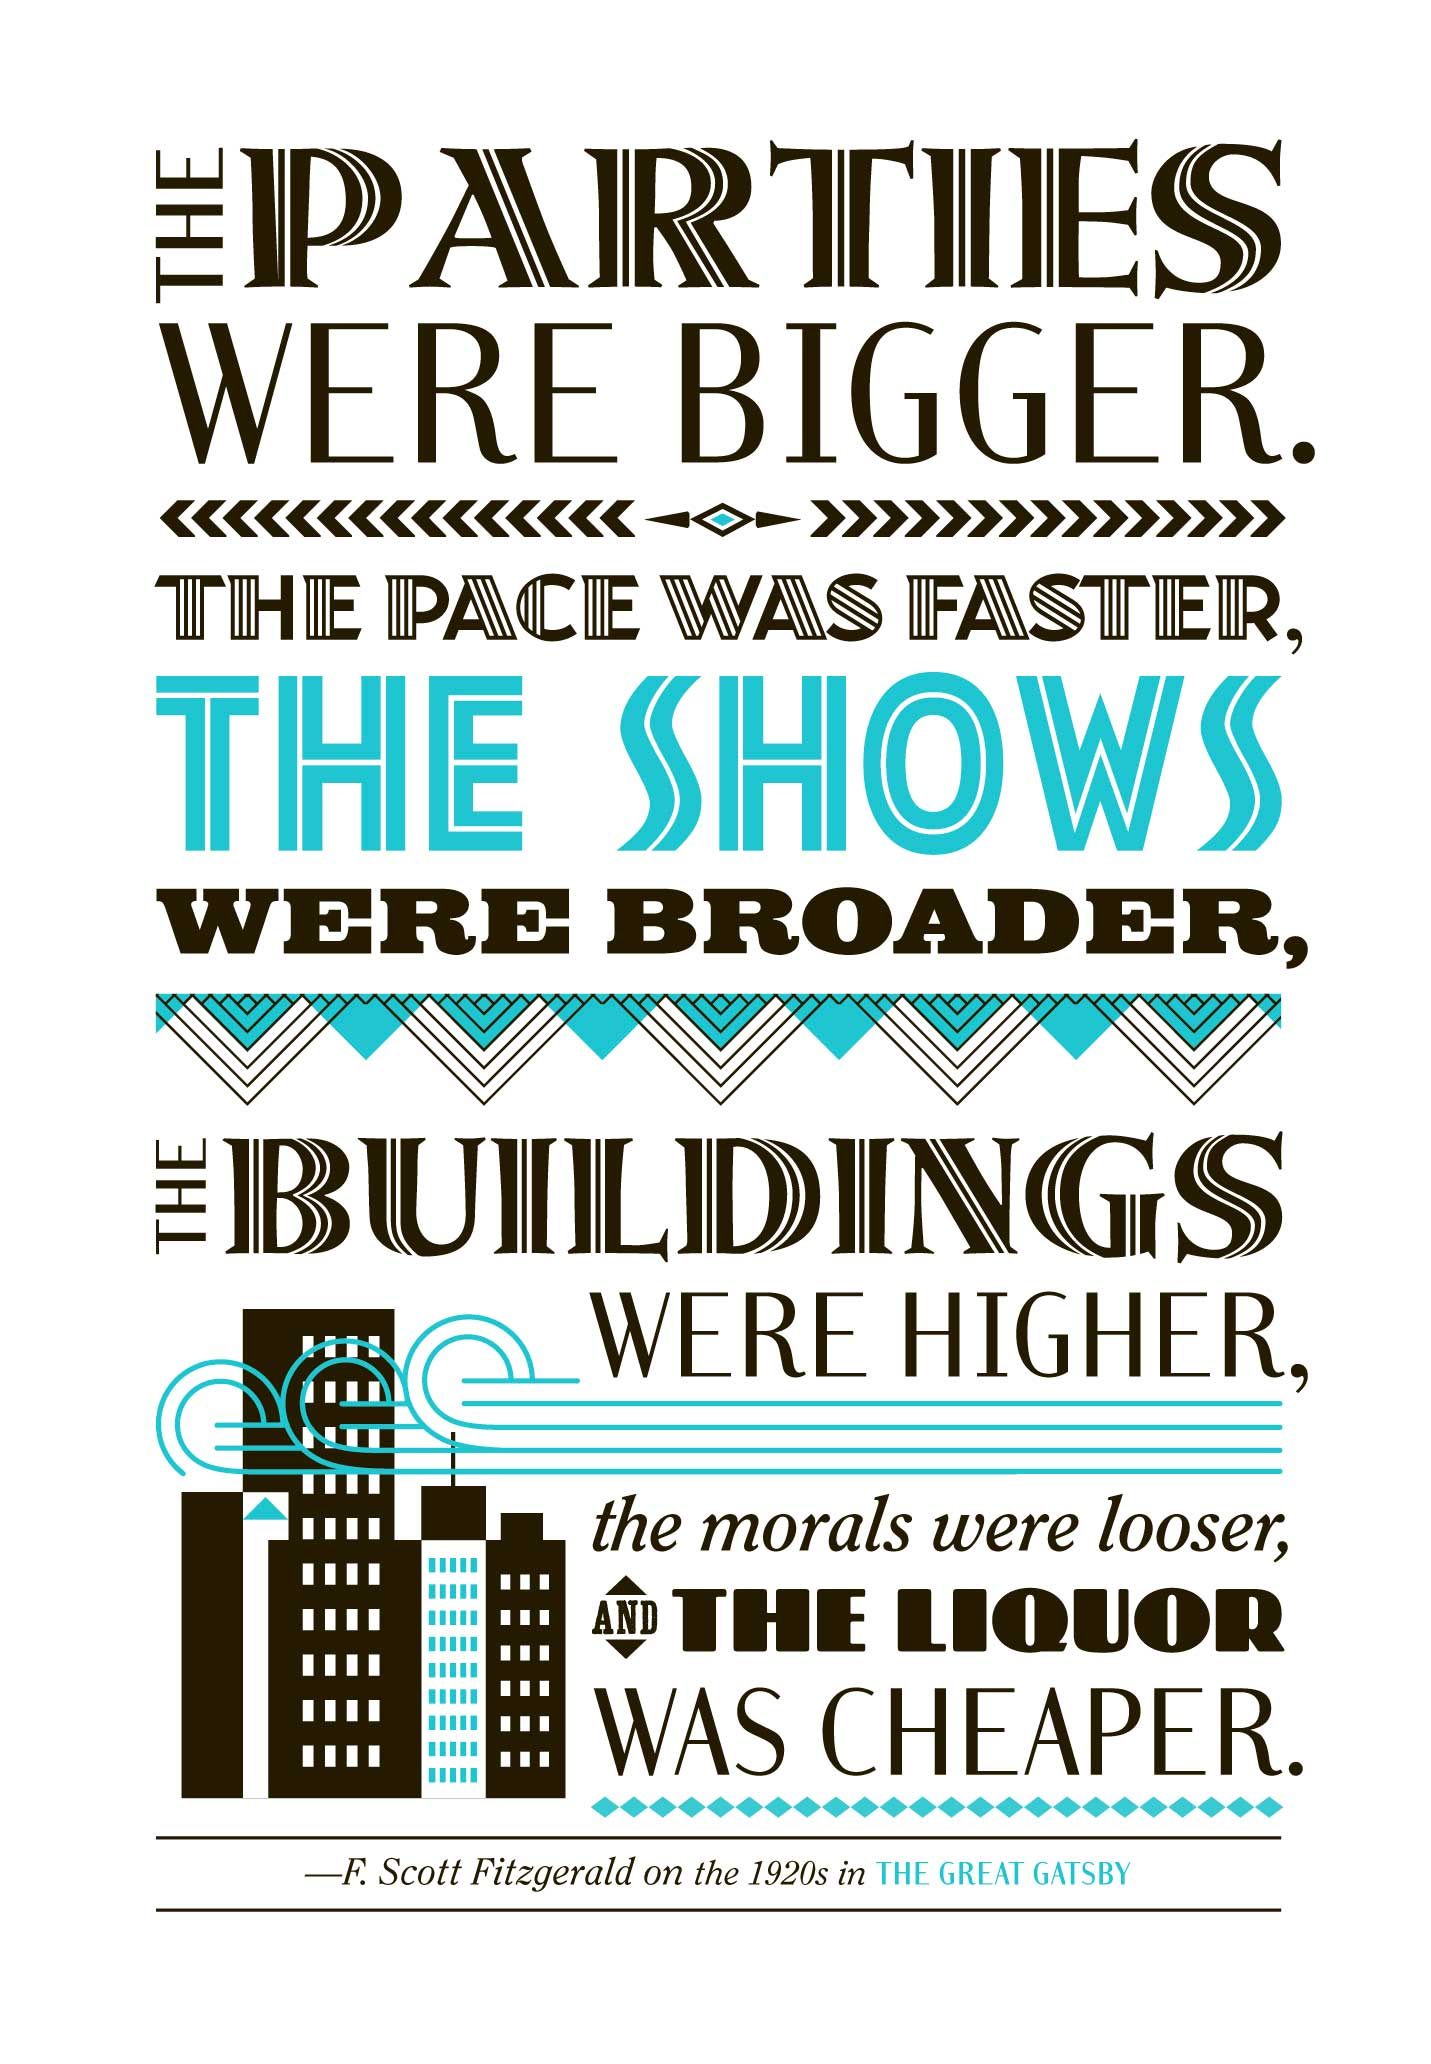 THE PARTIES
WERE BIGGER.
THE PACE WAS FASTER,
THE SHOWS
WERE BROADER,
THE BUILDINGS
WERE HIGHER,
the morals were looser,
AND THE LIQUOR
WAS CHEAPER.
—F. Scott Fitzgerald on the 1920s in THE GREAT GATSBY